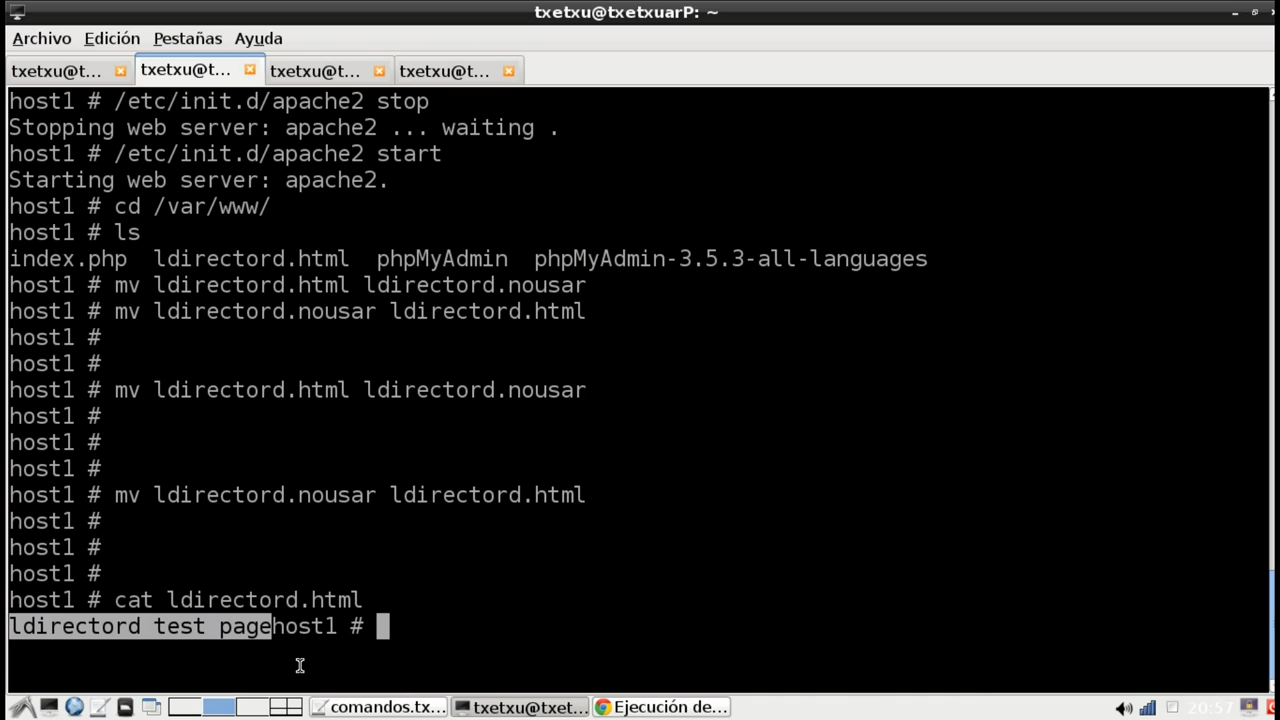 txetxu@txetxuarP: ~
Archivo Edición Pestañas Ayuda
txetxu@t... txetxu@t... txetxu@t... txetxu@t...
host1 # /etc/init.d/apache2 stop
Stopping web server: apache2 ... waiting .
host1 # /etc/init.d/apache2 start
Starting web server: apache2.
host1 # cd /var/www/
host1 # ls
index.php  ldirectord.html  phpMyAdmin  phpMyAdmin-3.5.3-all-languages
host1 # mv ldirectord.html ldirectord.nousar
host1 # mv ldirectord.nousar ldirectord.html
host1 #
host1 #
host1 # mv ldirectord.html ldirectord.nousar
host1 #
host1 #
host1 #
host1 # mv ldirectord.nousar ldirectord.html
host1 #
host1 #
host1 #
host1 # cat ldirectord.html
ldirectord test pagehost1 #
comandos.tx... txetxu@txet... Ejecución de... 20:57